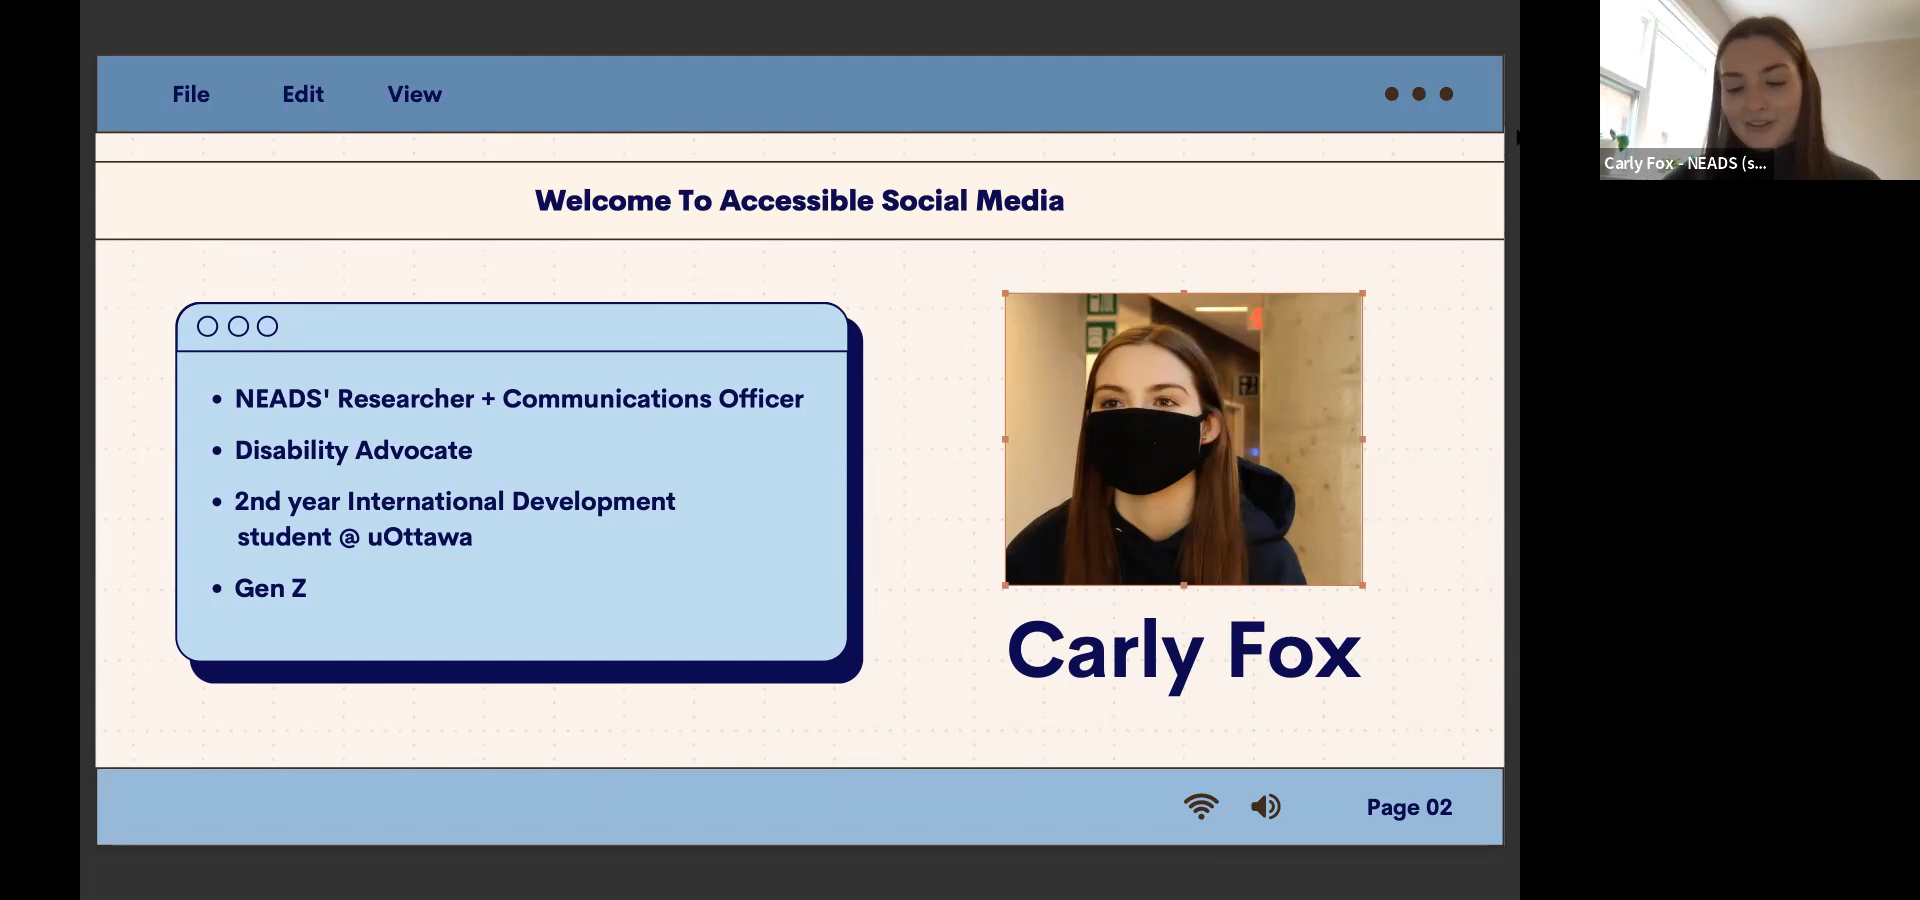 File Edit View
Welcome To Accessible Social Media
• NEADS' Researcher + Communications Officer
• Disability Advocate
• 2nd year International Development
student @ uOttawa
• Gen Z
4
Carly Fox
Page 02
Carly Fox - NEADS (s...